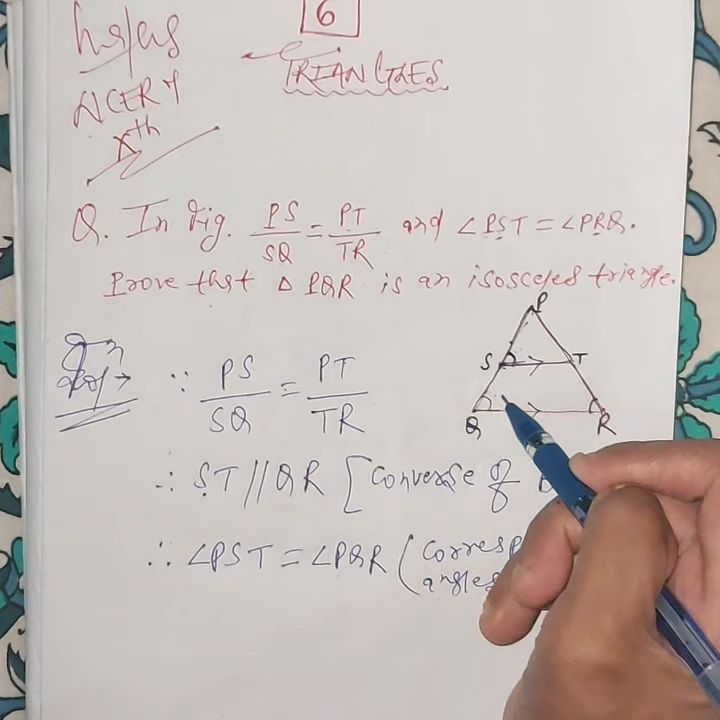 6
TRIANGLES
NCERT
Xth
Q. In fig. PS/SQ = PT/TR and ∠PST = ∠PRQ.
Prove that Δ PQR is an isosceles triangle.
P
S T
Q R
∵ PS/SQ = PT/TR
∴ ST // QR [Converse of
∴ ∠PST = ∠PQR (corresp
angles